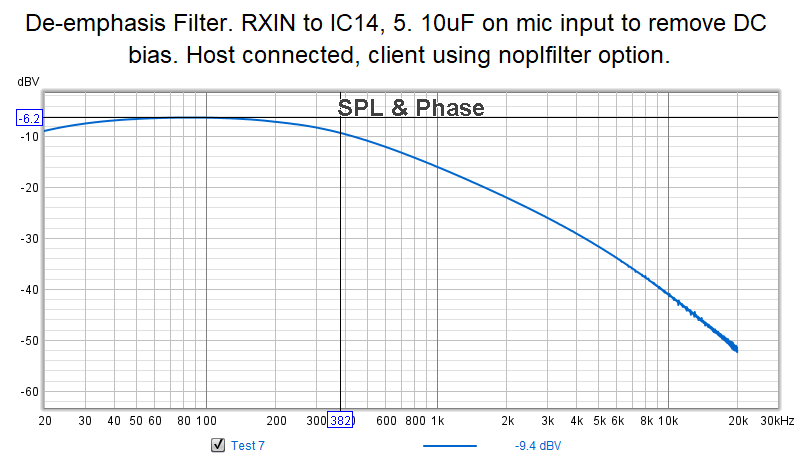 De-emphasis Filter. RXIN to IC14, 5. 10uF on mic input to remove DC
bias. Host connected, client using noplfilter option.
dBV
SPL & Phase
-6.2
-10
-20
-30
-40
-50
-60
20 30 40 50 60 80 100 200 300 382 600 800 1k 2k 3k 4k 5k 6k 8k 10k 20k 30kHz
Test 7 -9.4 dBV